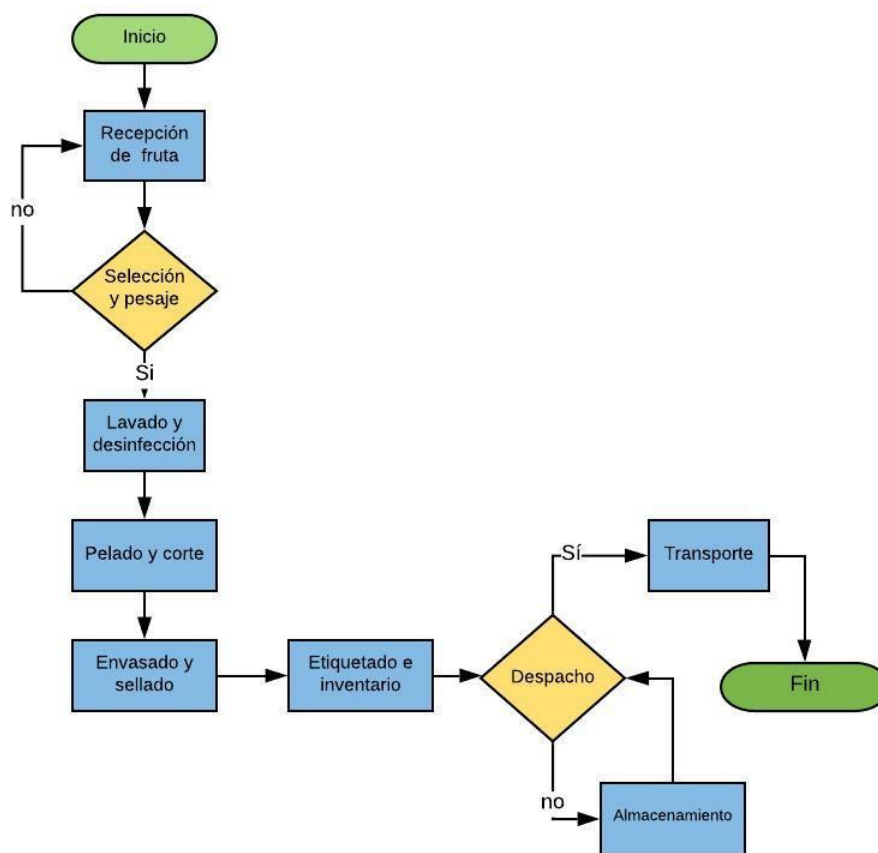 Inicio
Recepción
de fruta
no
Selección
y pesaje
Si
Lavado y
desinfección
Pelado y corte
Envasado y
sellado
Etiquetado e
inventario
Despacho
Sí
Transporte
Fin
no
Almacenamiento